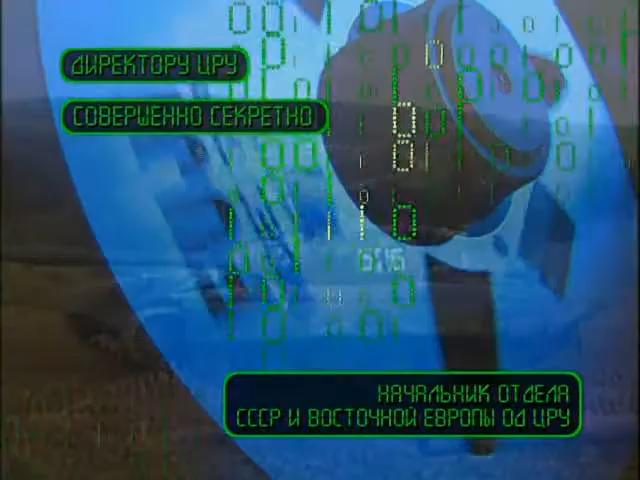 ДИРЕКТОРУ ЦРУ
СОВЕРШЕННО СЕКРЕТНО
НАЧАЛЬНИК ОТДЕЛА
СССР И ВОСТОЧНОЙ ЕВРОПЫ ОД ЦРУ